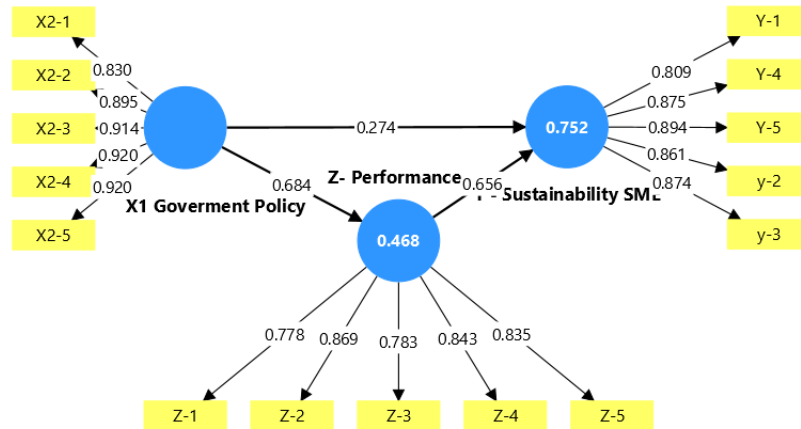 X2-1
X2-2
X2-3
X2-4
X2-5
0.830
0.895
0.914
0.920
0.920
X1 Goverment Policy
0.274
0.684
Z- Performance
0.656
0.468
0.752
Sustainability SME
0.809
0.875
0.894
0.861
0.874
Y-1
Y-4
Y-5
y-2
y-3
0.778
0.869
0.783
0.843
0.835
Z-1
Z-2
Z-3
Z-4
Z-5